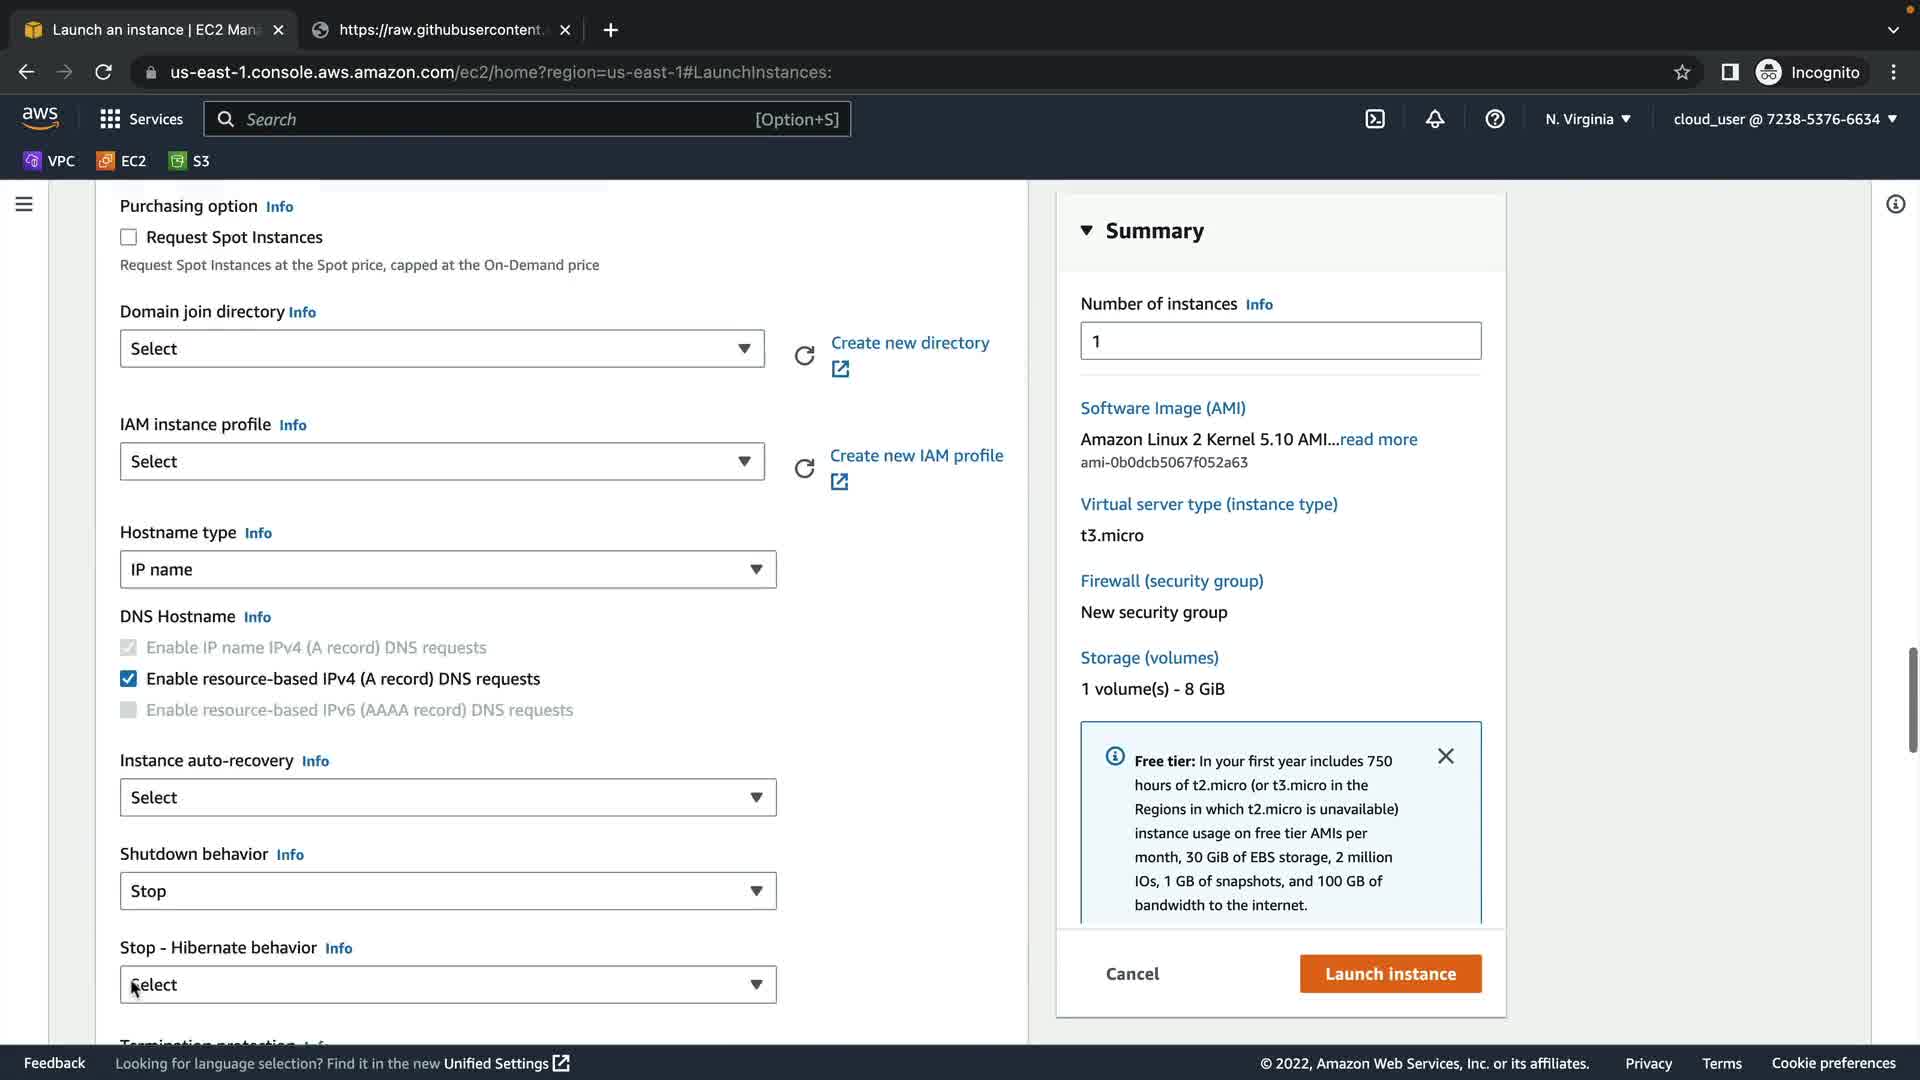 Launch an instance | EC2 Mana
https://raw.githubusercontent.
us-east-1.console.aws.amazon.com/ec2/home?region=us-east-1#LaunchInstances:
Incognito
aws
Services
Search
[Option+S]
N. Virginia
cloud_user @ 7238-5376-6634
VPC
EC2
S3
Purchasing option Info
Request Spot Instances
Request Spot Instances at the Spot price, capped at the On-Demand price
Domain join directory Info
Select
Create new directory
IAM instance profile Info
Select
Create new IAM profile
Hostname type Info
IP name
DNS Hostname Info
Enable IP name IPv4 (A record) DNS requests
Enable resource-based IPv4 (A record) DNS requests
Enable resource-based IPv6 (AAAA record) DNS requests
Instance auto-recovery Info
Select
Shutdown behavior Info
Stop
Stop - Hibernate behavior Info
Select
Termination protection Info
Summary
Number of instances Info
1
Software Image (AMI)
Amazon Linux 2 Kernel 5.10 AMI...read more
ami-0b0dcb5067f052a63
Virtual server type (instance type)
t3.micro
Firewall (security group)
New security group
Storage (volumes)
1 volume(s) - 8 GiB
Free tier: In your first year includes 750
hours of t2.micro (or t3.micro in the
Regions in which t2.micro is unavailable)
instance usage on free tier AMIs per
month, 30 GiB of EBS storage, 2 million
IOs, 1 GB of snapshots, and 100 GB of
bandwidth to the internet.
Cancel
Launch instance
Feedback
Looking for language selection? Find it in the new Unified Settings
© 2022, Amazon Web Services, Inc. or its affiliates.
Privacy
Terms
Cookie preferences